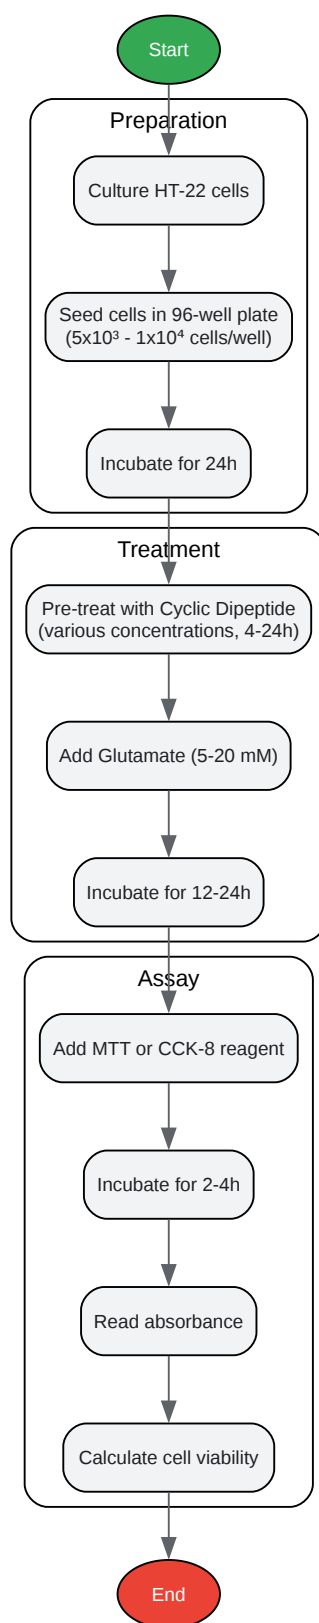 Start
Preparation
Culture HT-22 cells
Seed cells in 96-well plate
(5x10³ - 1x10⁴ cells/well)
Incubate for 24h
Treatment
Pre-treat with Cyclic Dipeptide
(various concentrations, 4-24h)
Add Glutamate (5-20 mM)
Incubate for 12-24h
Assay
Add MTT or CCK-8 reagent
Incubate for 2-4h
Read absorbance
Calculate cell viability
End